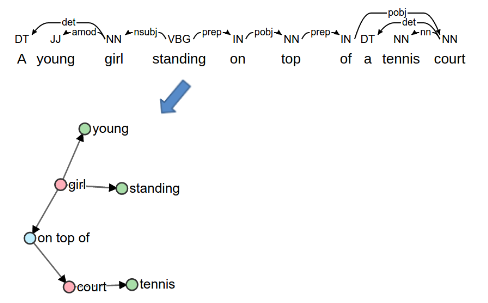 det pobj
det
amod nsubj prep pobj prep nn
DT JJ NN VBG IN NN IN DT NN NN
A young girl standing on top of a tennis court
young
girl standing
on top of
court tennis